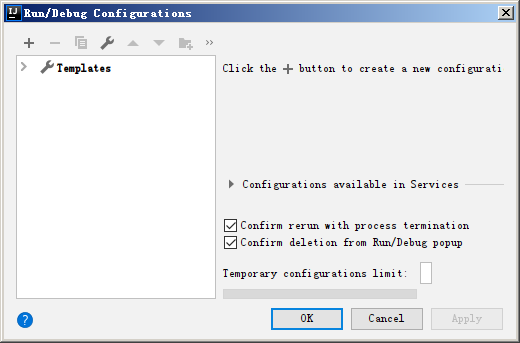 IJ Run/Debug Configurations
»
Templates
Click the + button to create a new configurati
Configurations available in Services
Confirm rerun with process termination
Confirm deletion from Run/Debug popup
Temporary configurations limit:
?
OK
Cancel
Apply